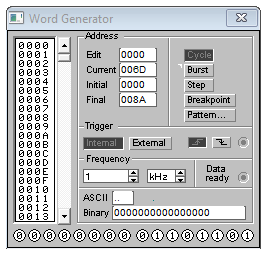 Word Generator
Address
0000
0001
0002
0003
0004
0005
0006
0007
0008
0009
000A
000B
000C
000D
000E
000F
0010
0011
0012
0013
Edit 0000
Current 006D
Initial 0000
Final 008A
Cycle
Burst
Step
Breakpoint
Pattern...
Trigger
Internal External
Frequency
1 kHz
Data ready
ASCII ..
Binary 0000000000000000
0 0 0 0 0 0 0 0 0 1 1 0 1 1 0 1